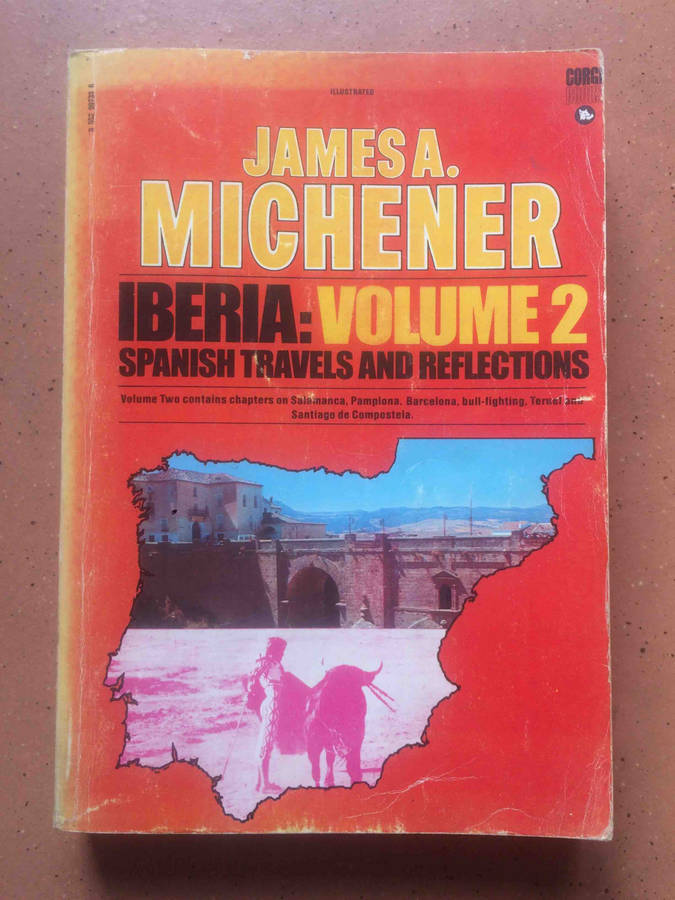 ILLUSTRATED
CORGI
JAMES A.
MICHENER
IBERIA: VOLUME 2
SPANISH TRAVELS AND REFLECTIONS
Volume Two contains chapters on Salamanca, Pamplona. Barcelona, bull-fighting, Teruel and
Santiago de Compostela.